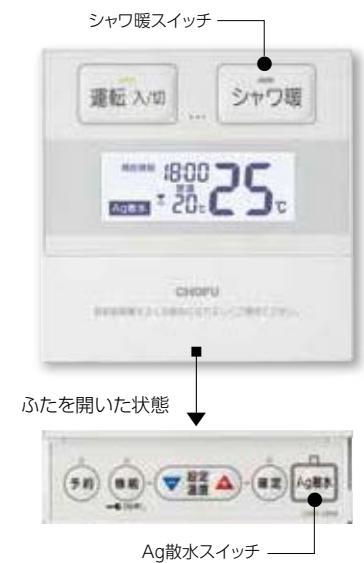 シャワ暖スイッチ
運転 入/切
シャワ暖
18:00
室温
20℃
25℃
Ag散水
CHOFU
ふたを開いた状態
予約
機能
設定
温度
確定
Ag散水
Ag散水スイッチ